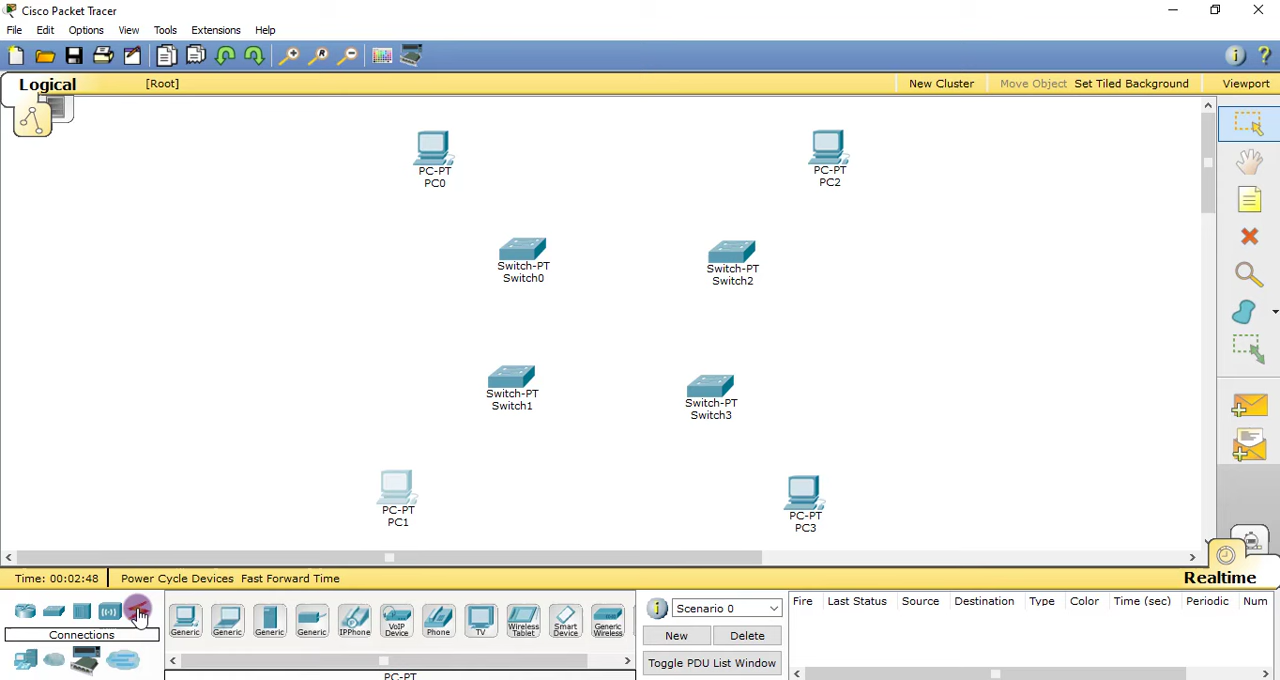 Cisco Packet Tracer
File Edit Options View Tools Extensions Help
Logical [Root] New Cluster Move Object Set Tiled Background Viewport
PC-PT
PC0
PC-PT
PC2
Switch-PT
Switch0
Switch-PT
Switch2
Switch-PT
Switch1
Switch-PT
Switch3
PC-PT
PC1
PC-PT
PC3
Time: 00:02:48 Power Cycle Devices Fast Forward Time
Realtime
Connections
Generic Generic Generic Generic IPPhone VoIP Device Phone TV Wireless Tablet Smart Device Generic Wireless
PC-PT
Scenario 0
New Delete
Toggle PDU List Window
Fire Last Status Source Destination Type Color Time (sec) Periodic Num